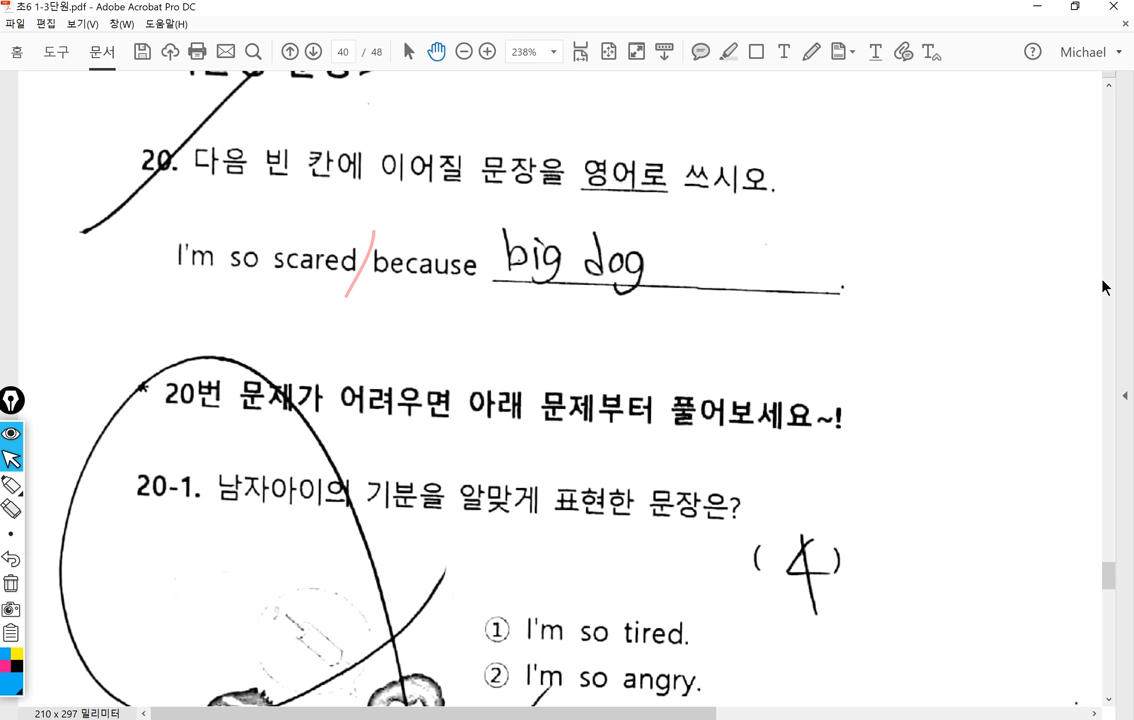 초6 1-3단원.pdf - Adobe Acrobat Pro DC
파일 편집 보기(V) 창(W) 도움말(H)
홈 도구 문서 40 / 48 238% Michael
20. 다음 빈 칸에 이어질 문장을 영어로 쓰시오.
I'm so scared because big dog.
* 20번 문제가 어려우면 아래 문제부터 풀어보세요~!
20-1. 남자아이의 기분을 알맞게 표현한 문장은?
( 4 )
① I'm so tired.
② I'm so angry.
210 x 297 밀리미터